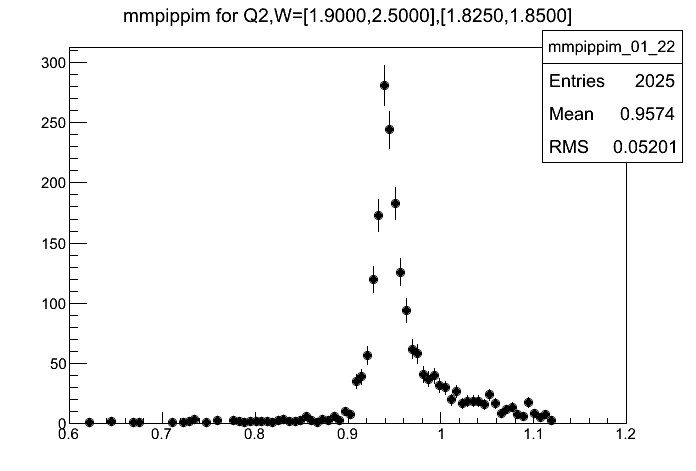 mmpippim for Q2,W=[1.9000,2.5000],[1.8250,1.8500]
mmpippim_01_22
Entries 2025
Mean 0.9574
RMS 0.05201
300
250
200
150
100
50
0
0.6 0.7 0.8 0.9 1 1.1 1.2